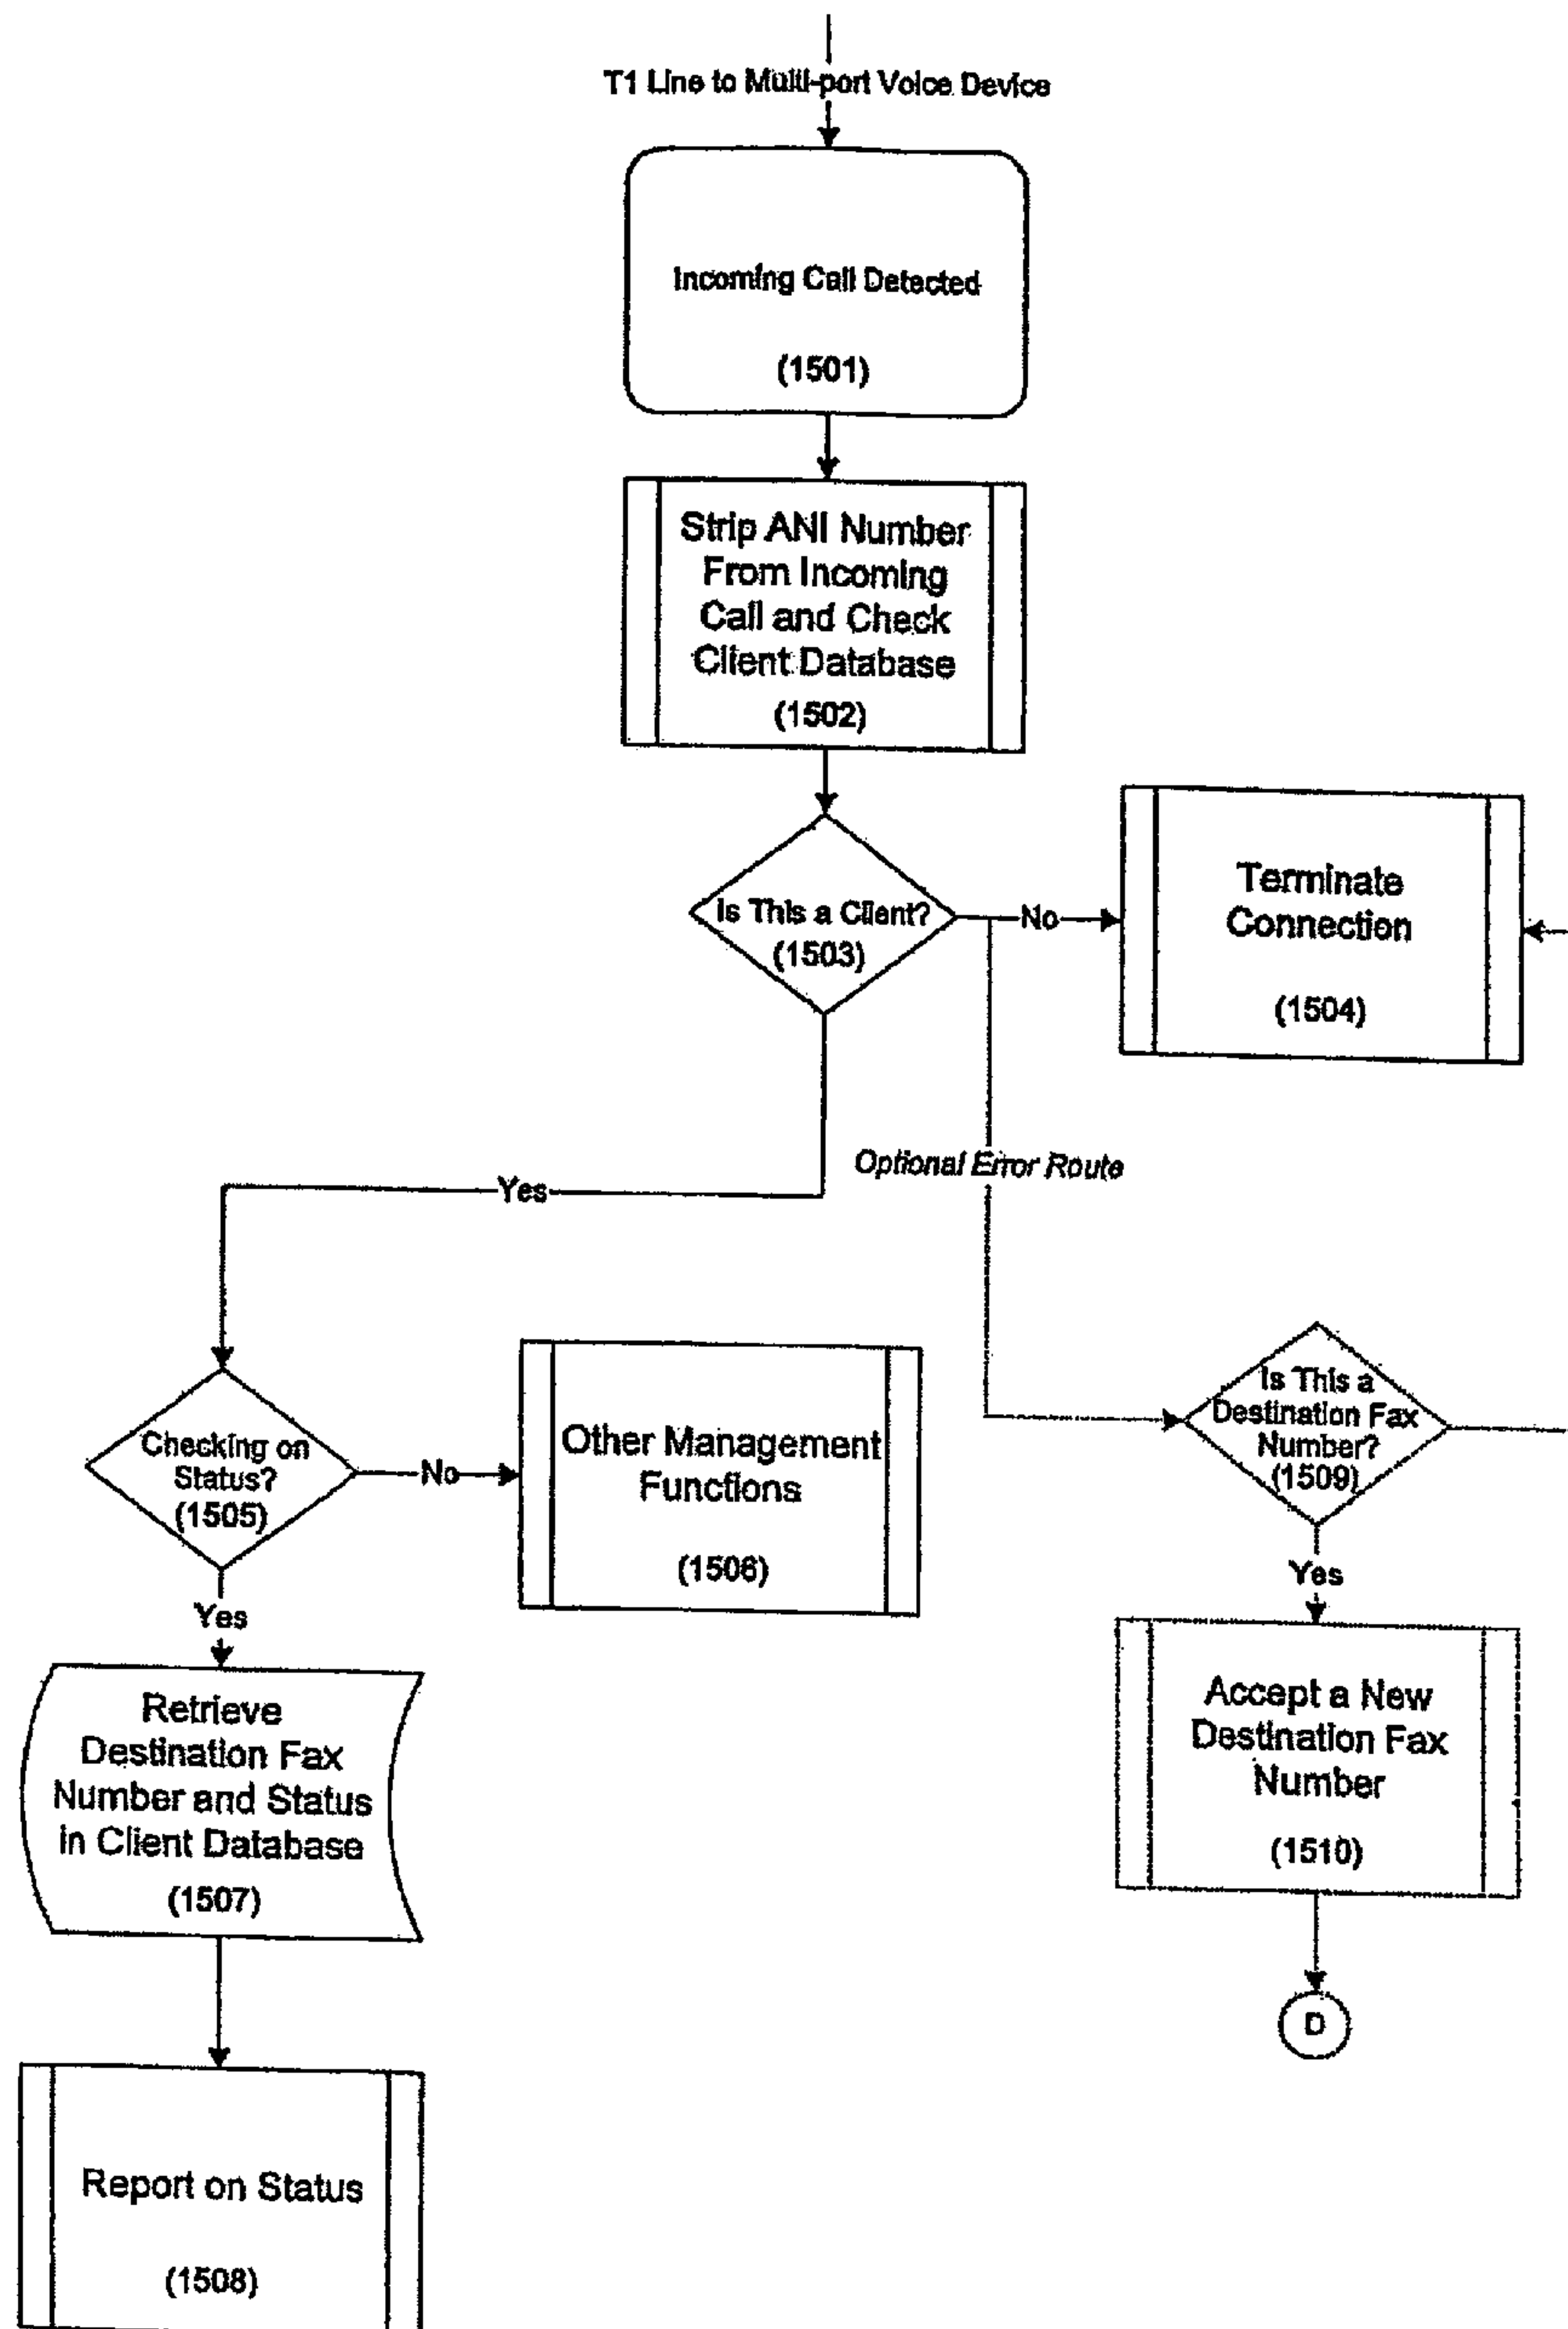 T1 Line to Multi-port Voice Device
Incoming Call Detected
(1501)
Strip ANI Number
From Incoming
Call and Check
Client Database
(1502)
Is This a Client?
(1503)
No
Terminate
Connection
(1504)
Optional Error Route
Yes
Checking on
Status?
(1505)
No
Other Management
Functions
(1506)
Is This a
Destination Fax
Number?
(1509)
Yes
Yes
Retrieve
Destination Fax
Number and Status
in Client Database
(1507)
Accept a New
Destination Fax
Number
(1510)
D
Report on Status
(1508)